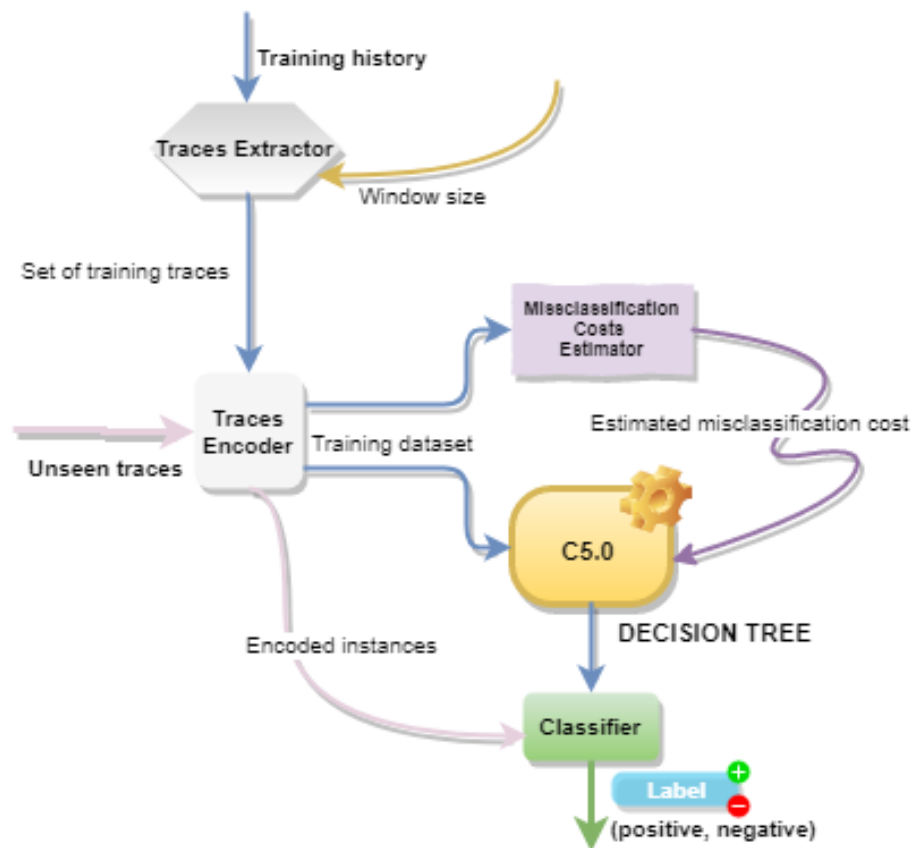 Training history
Traces Extractor
Window size
Set of training traces
Missclassification
Costs
Estimator
Traces
Encoder
Estimated misclassification cost
Training dataset
Unseen traces
C5.0
DECISION TREE
Encoded instances
Classifier
Label
+
−
(positive, negative)